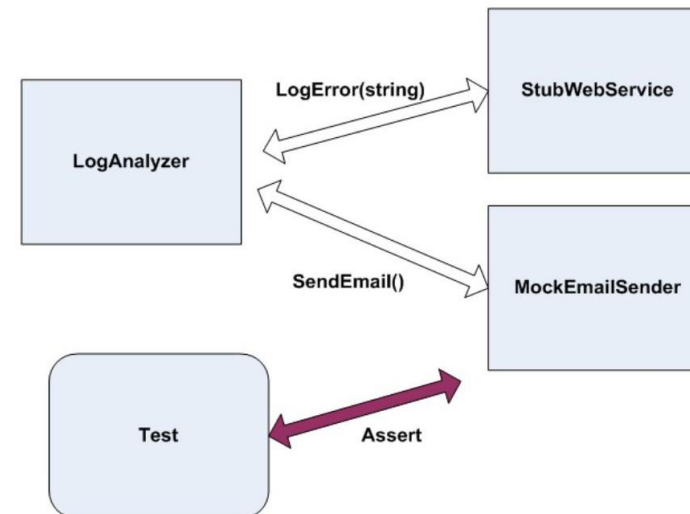 LogError(string)
StubWebService
LogAnalyzer
SendEmail()
MockEmailSender
Test
Assert